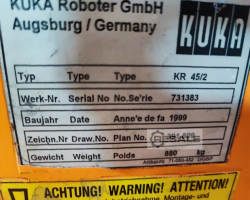 KUKA Roboter GmbH
Augsburg / Germany
KUKA
Typ Type Type KR 45/2
Werk-Nr. Serial No No.Se'rie 731383
Baujahr Date Anne'e de fa 1999
Zeichn.Nr Draw.No. Plan No.
Gewicht Weight Poids 860 kg
ACHTUNG! WARNING! ATTENTION!